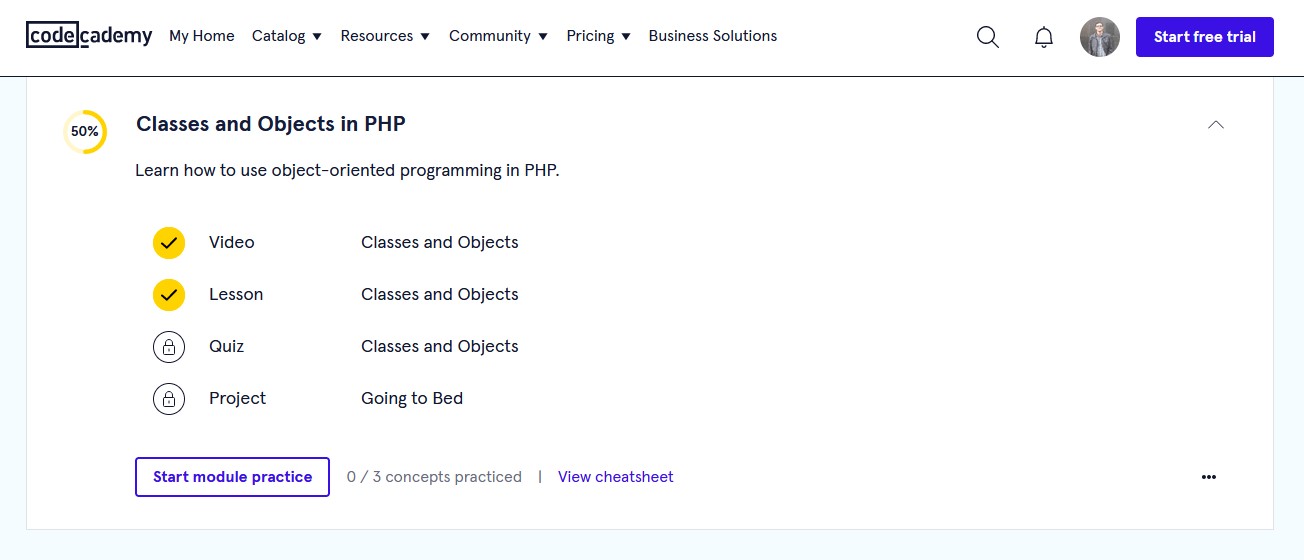 codecademy My Home Catalog Resources Community Pricing Business Solutions Start free trial
50% Classes and Objects in PHP
Learn how to use object-oriented programming in PHP.
Video Classes and Objects
Lesson Classes and Objects
Quiz Classes and Objects
Project Going to Bed
Start module practice 0 / 3 concepts practiced | View cheatsheet